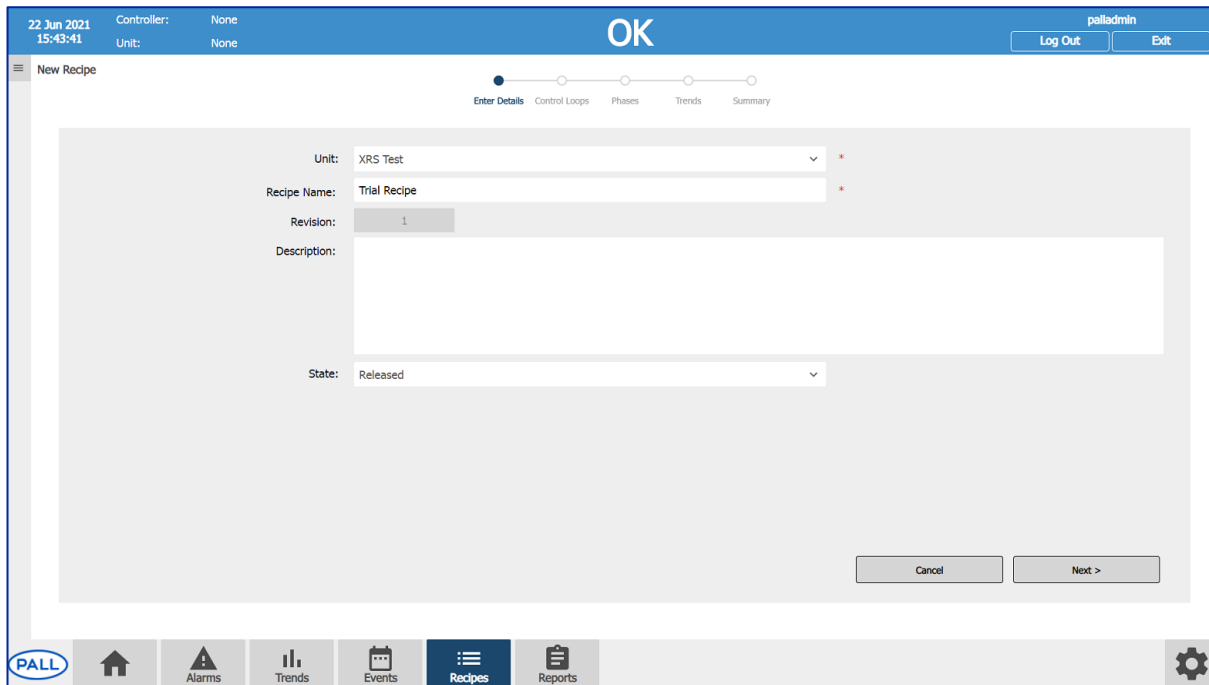 22 Jun 2021 Controller: None OK palladmin
15:43:41 Unit: None Log Out Exit
New Recipe
Enter Details Control Loops Phases Trends Summary
Unit: XRS Test *
Recipe Name: Trial Recipe *
Revision: 1
Description:
State: Released
Cancel Next >
PALL Alarms Trends Events Recipes Reports